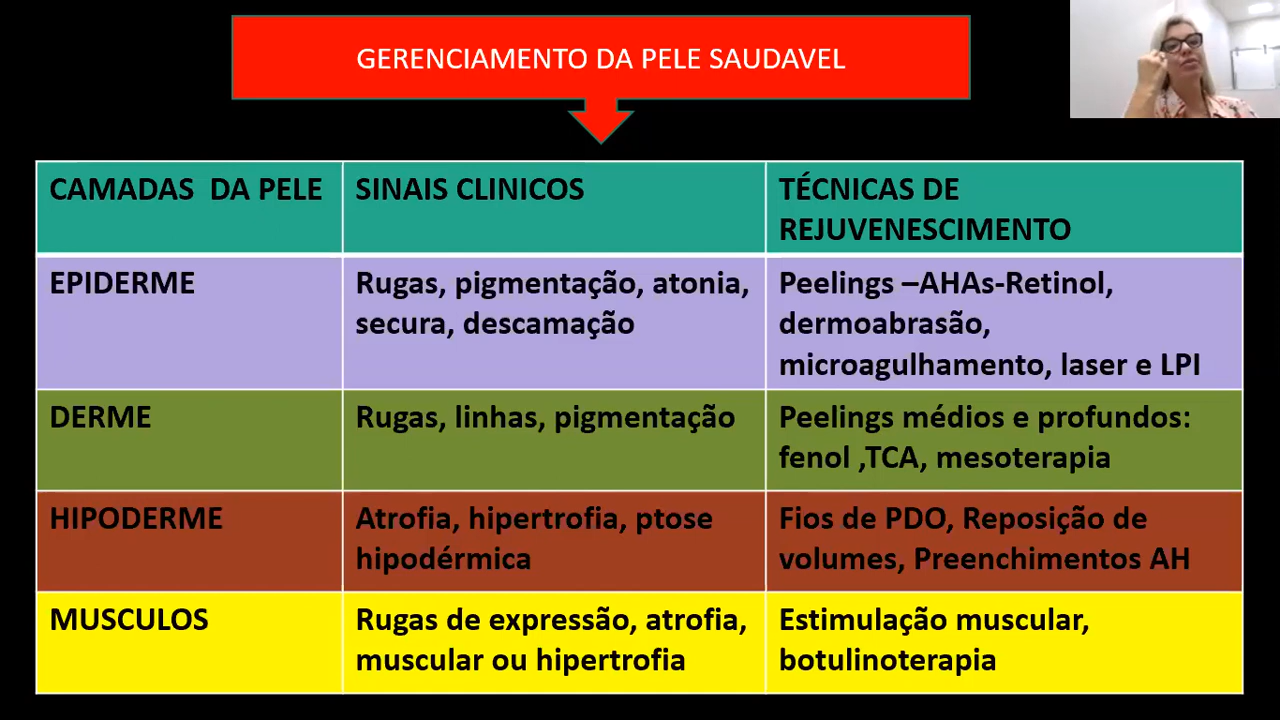 GERENCIAMENTO DA PELE SAUDAVEL
CAMADAS DA PELE
SINAIS CLINICOS
TÉCNICAS DE
REJUVENESCIMENTO
EPIDERME
Rugas, pigmentação, atonia,
secura, descamação
Peelings –AHAs-Retinol,
dermoabrasão,
microagulhamento, laser e LPI
DERME
Rugas, linhas, pigmentação
Peelings médios e profundos:
fenol ,TCA, mesoterapia
HIPODERME
Atrofia, hipertrofia, ptose
hipodérmica
Fios de PDO, Reposição de
volumes, Preenchimentos AH
MUSCULOS
Rugas de expressão, atrofia,
muscular ou hipertrofia
Estimulação muscular,
botulinoterapia